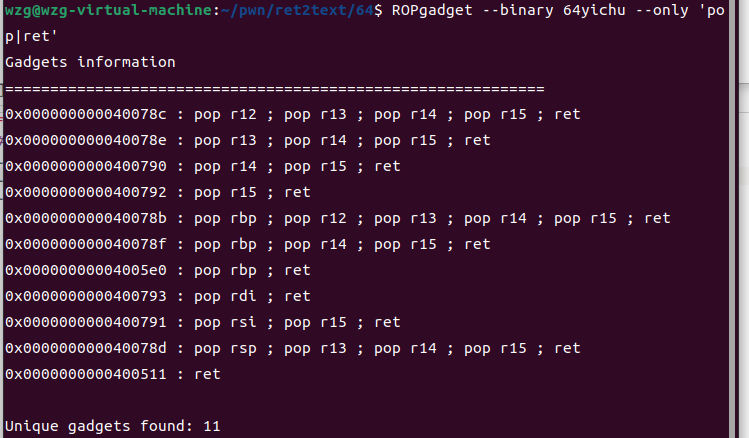 wzg@wzg-virtual-machine:~/pwn/ret2text/64$ ROPgadget --binary 64yichu --only 'po
p|ret'
Gadgets information
============================================================
0x000000000040078c : pop r12 ; pop r13 ; pop r14 ; pop r15 ; ret
0x000000000040078e : pop r13 ; pop r14 ; pop r15 ; ret
0x0000000000400790 : pop r14 ; pop r15 ; ret
0x0000000000400792 : pop r15 ; ret
0x000000000040078b : pop rbp ; pop r12 ; pop r13 ; pop r14 ; pop r15 ; ret
0x000000000040078f : pop rbp ; pop r14 ; pop r15 ; ret
0x00000000004005e0 : pop rbp ; ret
0x0000000000400793 : pop rdi ; ret
0x0000000000400791 : pop rsi ; pop r15 ; ret
0x000000000040078d : pop rsp ; pop r13 ; pop r14 ; pop r15 ; ret
0x0000000000400511 : ret
Unique gadgets found: 11